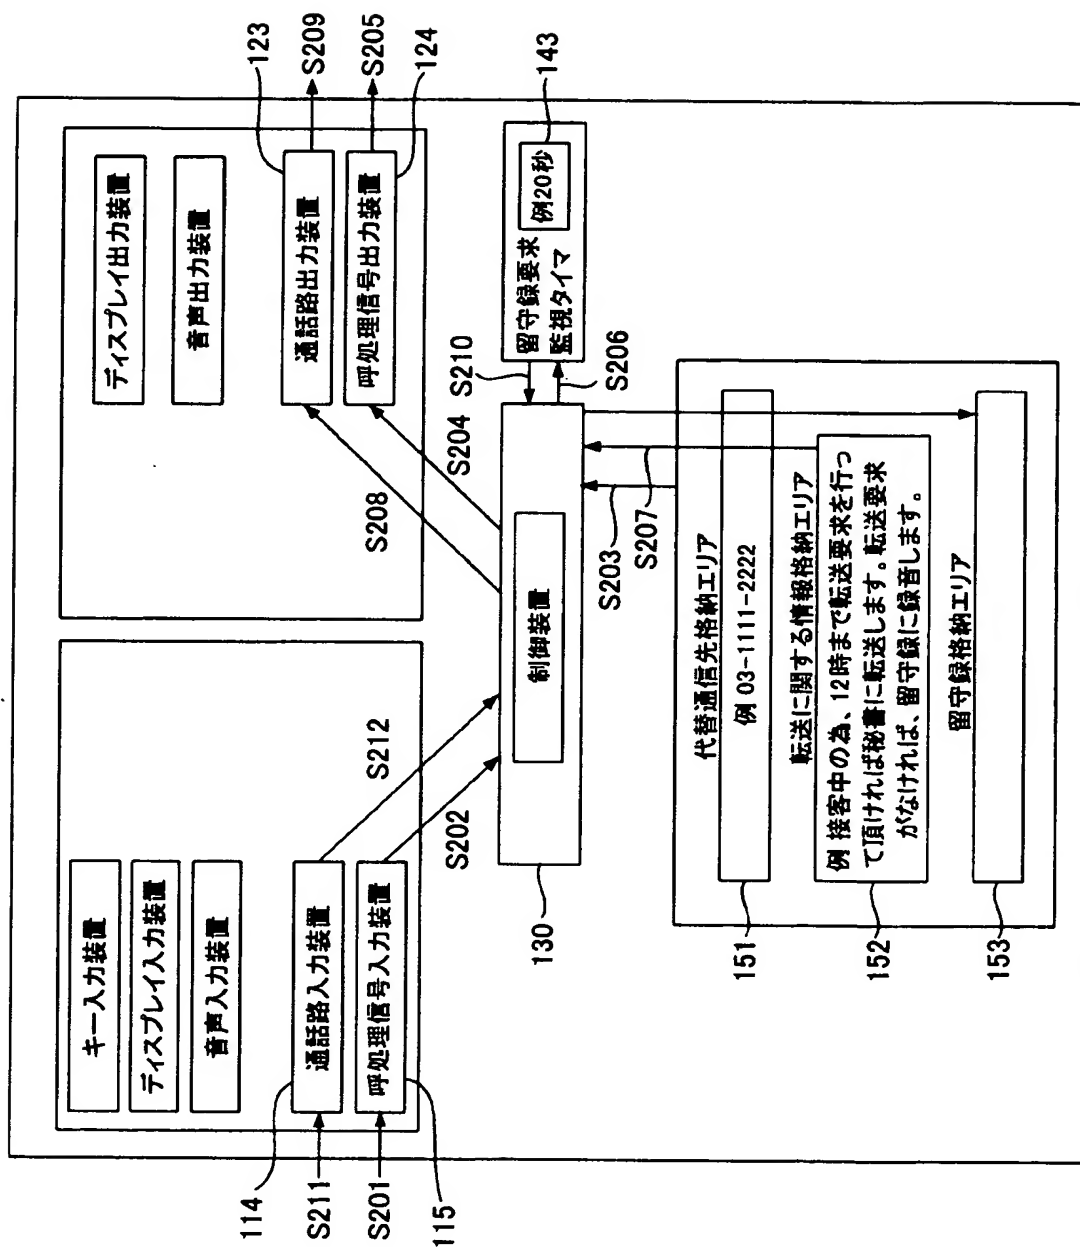 キー入力装置
ディスプレイ入力装置
音声入力装置
通話路入力装置
呼処理信号入力装置
114
S211
S201
115
S212
S202
ディスプレイ出力装置
音声出力装置
通話路出力装置
呼処理信号出力装置
123
S209
S205
124
S208
S204
制御装置
130
S210
S206
留守録要求
監視タイマ
例20秒
143
S203
S207
代替通信先格納エリア
例 03-1111-2222
151
転送に関する情報格納エリア
例 接客中の為、12時まで転送要求を行っ
て頂ければ秘書に転送します。転送要求
がなければ、留守録に録音します。
152
留守録格納エリア
153